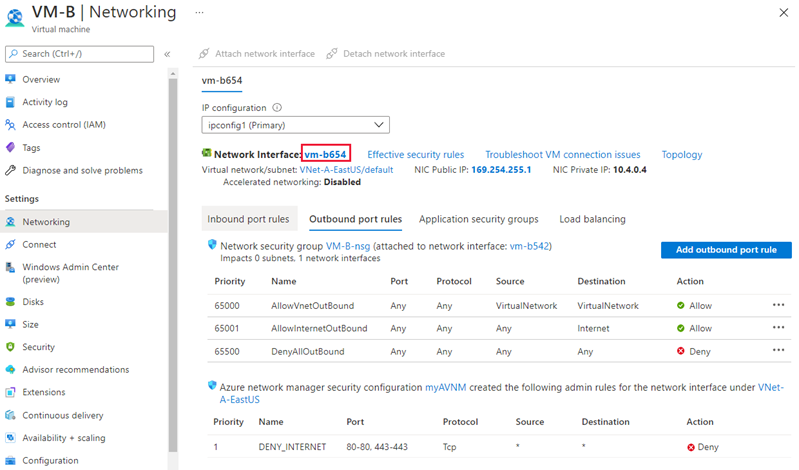 VM-B | Networking ...
Virtual machine
Search (Ctrl+/) «
Overview
Activity log
Access control (IAM)
Tags
Diagnose and solve problems
Settings
Networking
Connect
Windows Admin Center
(preview)
Disks
Size
Security
Advisor recommendations
Extensions
Continuous delivery
Availability + scaling
Configuration
Attach network interface Detach network interface
vm-b654
IP configuration
ipconfig1 (Primary)
Network Interface: vm-b654 Effective security rules Troubleshoot VM connection issues Topology
Virtual network/subnet: VNet-A-EastUS/default NIC Public IP: 169.254.255.1 NIC Private IP: 10.4.0.4
Accelerated networking: Disabled
Inbound port rules Outbound port rules Application security groups Load balancing
Network security group VM-B-nsg (attached to network interface: vm-b542)
Impacts 0 subnets, 1 network interfaces
Add outbound port rule
Priority Name Port Protocol Source Destination Action
65000 AllowVnetOutBound Any Any VirtualNetwork VirtualNetwork Allow ...
65001 AllowInternetOutBound Any Any Any Internet Allow ...
65500 DenyAllOutBound Any Any Any Any Deny ...
Azure network manager security configuration myAVNM created the following admin rules for the network interface under VNet-
A-EastUS
Priority Name Port Protocol Source Destination Action
1 DENY_INTERNET 80-80, 443-443 Tcp * * Deny